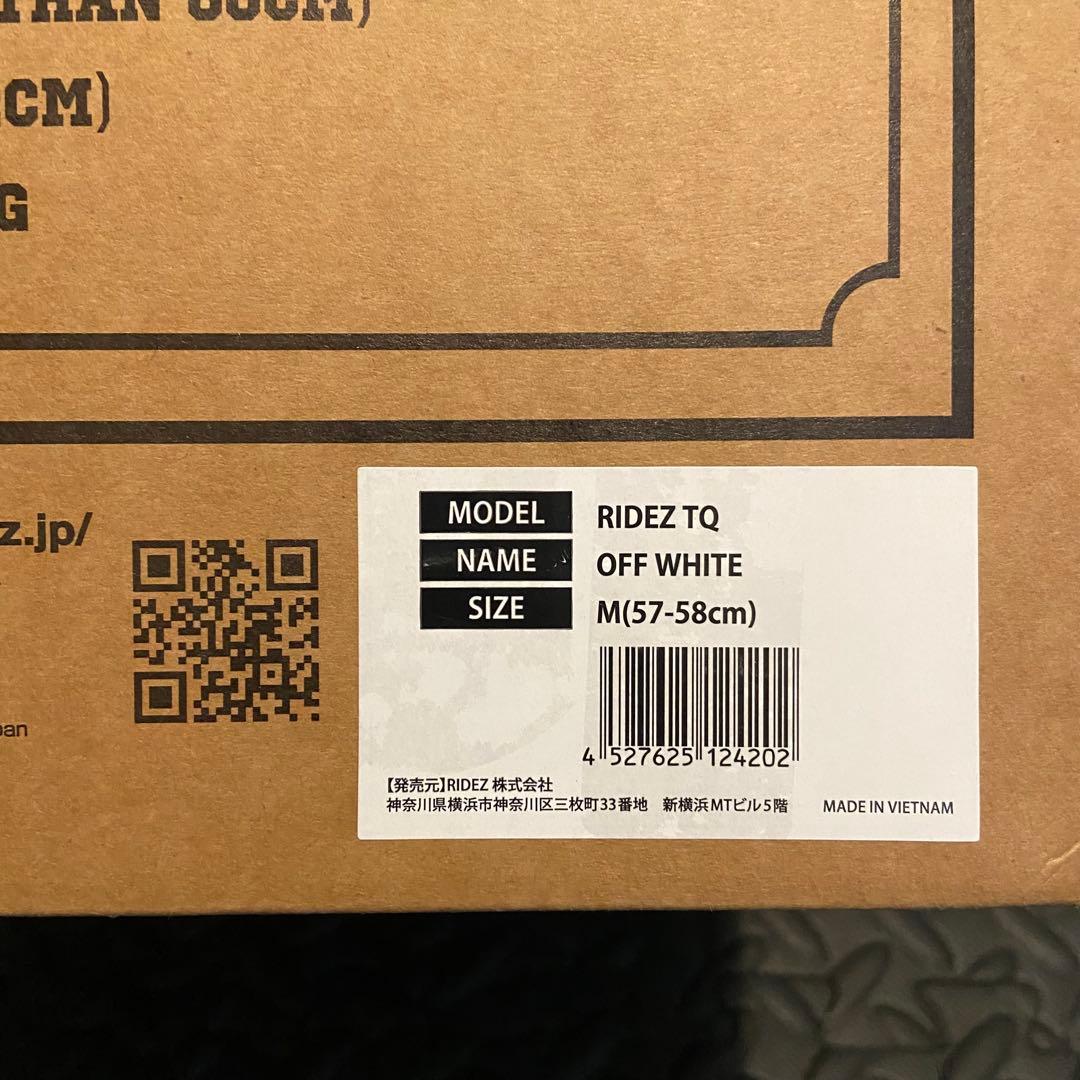 THAN
CM)
G
z.jp/
MODEL RIDEZ TQ
NAME OFF WHITE
SIZE M(57-58cm)
4 527625 124202
pan
【発売元】RIDEZ 株式会社
神奈川県横浜市神奈川区三枚町33番地 新横浜MTビル5階 MADE IN VIETNAM